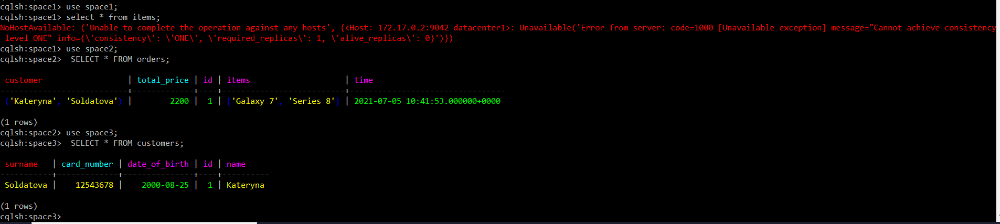 cqlsh:space1> use space1;
cqlsh:space1> select * from items;
NoHostAvailable: ('Unable to complete the operation against any hosts', {<Host: 172.17.0.2:9042 datacenter1>: Unavailable('Error from server: code=1000 [Unavailable exception] message="Cannot achieve consistency
level ONE" info={\'consistency\': \'ONE\', \'required_replicas\': 1, \'alive_replicas\': 0}')})
cqlsh:space1> use space2;
cqlsh:space2>  SELECT * FROM orders;
customer | total_price | id | items | time
-----------------------------+-------------+----+---------------------------+---------------------------------
('Kateryna', 'Soldatova') | 2200 | 1 | ['Galaxy 7', 'Series 8'] | 2021-07-05 10:41:53.000000+0000
(1 rows)
cqlsh:space2> use space3;
cqlsh:space3>  SELECT * FROM customers;
surname | card_number | date_of_birth | id | name
-----------+-------------+---------------+----+----------
Soldatova | 12543678 | 2000-08-25 | 1 | Kateryna
(1 rows)
cqlsh:space3>